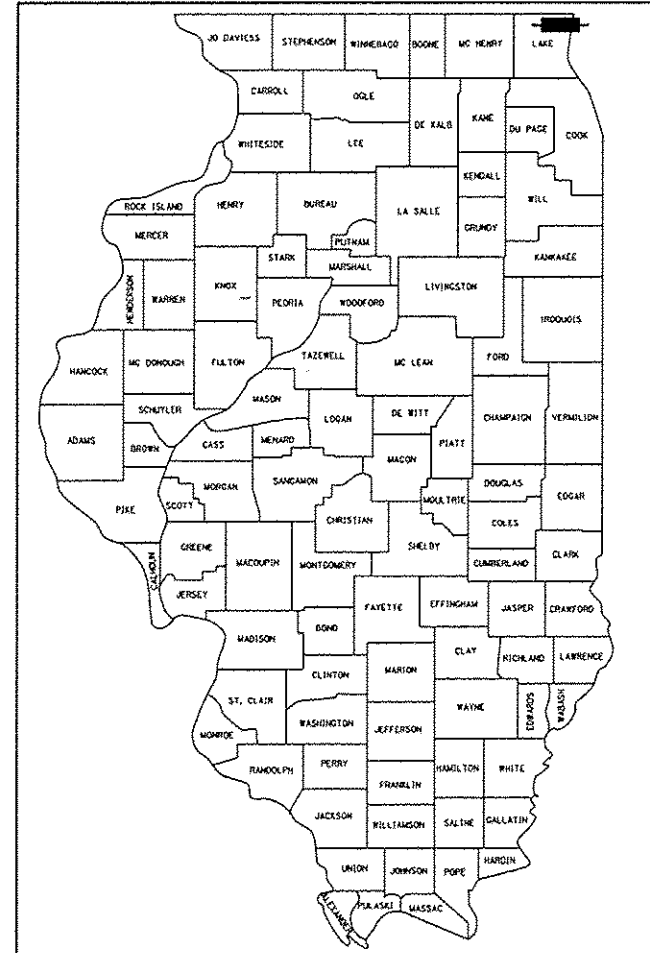 JO DAVIESS
STEPHENSON
WINNEBAGO
BOONE
MC HENRY
LAKE
CARROLL
OGLE
DE KALB
KANE
DU PAGE
COOK
WHITESIDE
LEE
KENDALL
WILL
ROCK ISLAND
HENRY
BUREAU
LA SALLE
GRUNDY
MERCER
PUTNAM
STARK
MARSHALL
KANKAKEE
HENDERSON
WARREN
KNOX
PEORIA
WOODFORD
LIVINGSTON
IROQUOIS
HANCOCK
MC DONOUGH
FULTON
TAZEWELL
MC LEAN
FORD
MASON
SCHUYLER
LOGAN
DE WITT
CHAMPAIGN
VERMILION
ADAMS
BROWN
CASS
MENARD
MACON
PIATT
MORGAN
SANGAMON
DOUGLAS
EDGAR
PIKE
SCOTT
CHRISTIAN
MOULTRIE
COLES
CALHOUN
GREENE
MACOUPIN
MONTGOMERY
SHELBY
CUMBERLAND
CLARK
JERSEY
FAYETTE
EFFINGHAM
JASPER
CRAWFORD
MADISON
BOND
CLAY
RICHLAND
LAWRENCE
CLINTON
MARION
ST. CLAIR
WAYNE
EDWARDS
WABASH
MONROE
WASHINGTON
JEFFERSON
RANDOLPH
PERRY
HAMILTON
WHITE
FRANKLIN
JACKSON
WILLIAMSON
SALINE
GALLATIN
UNION
JOHNSON
POPE
HARDIN
ALEXANDER
PULASKI
MASSAC